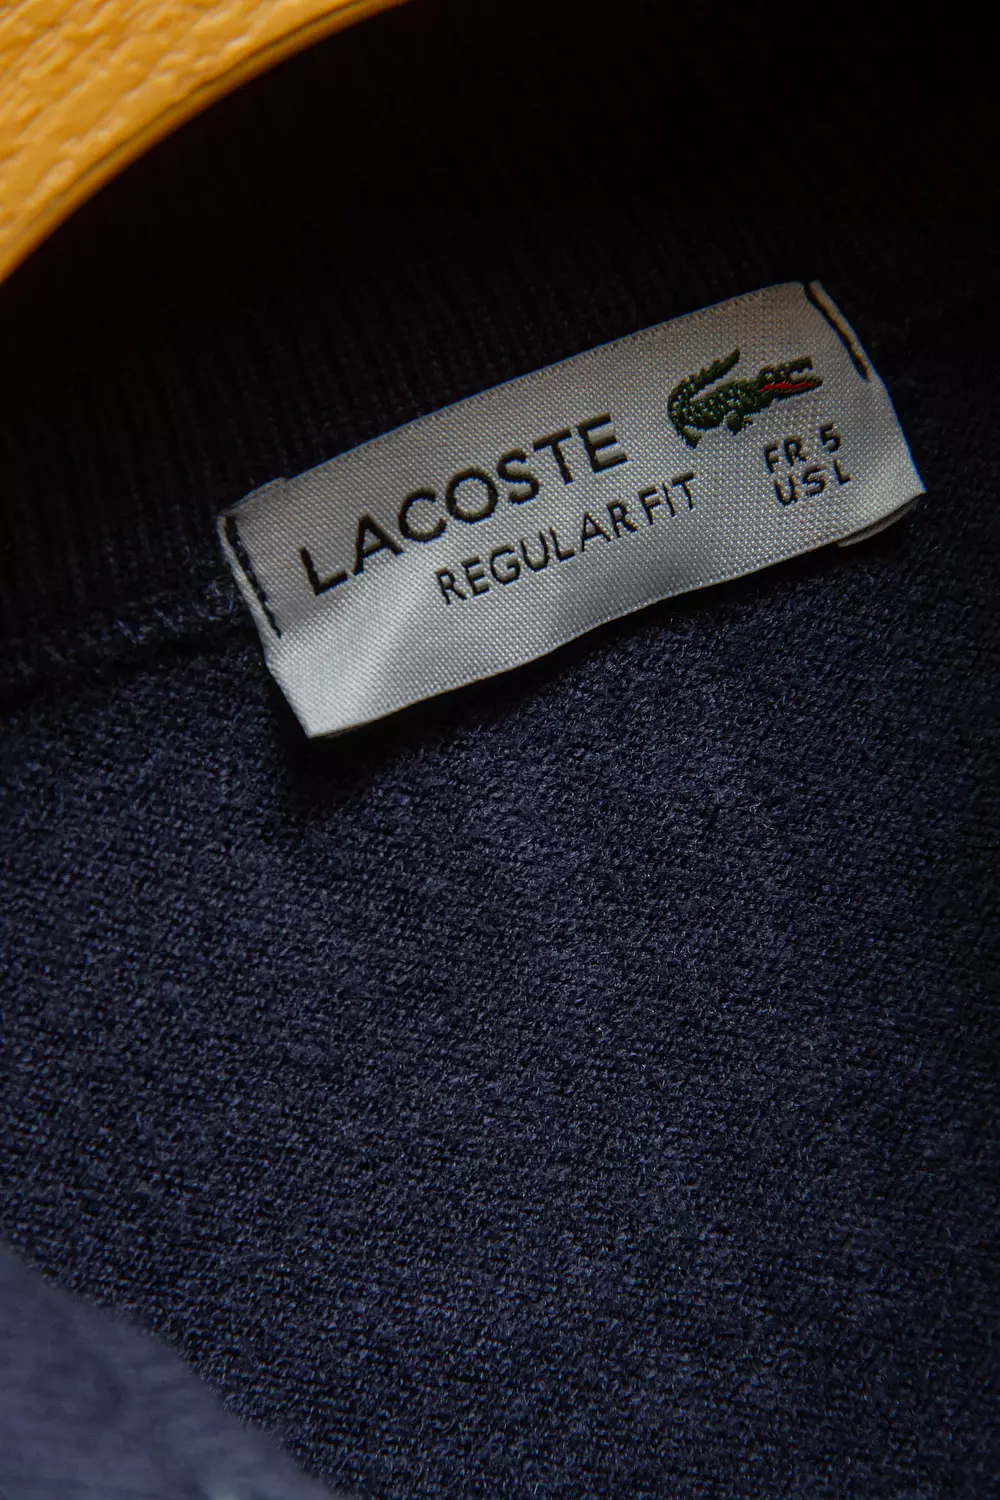 LACOSTE
REGULAR FIT
FR 5
US L